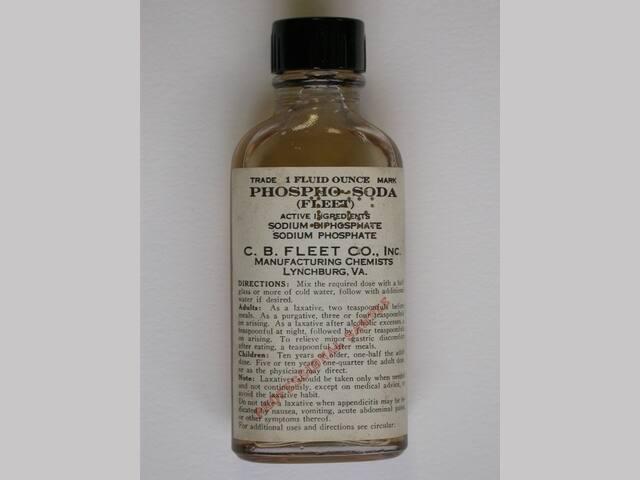 TRADE 1 FLUID OUNCE MARK
PHOSPHO-SODA
(FLEET)
ACTIVE INGREDIENTS
SODIUM BIPHOSPHATE
SODIUM PHOSPHATE
C. B. FLEET CO., INC.
MANUFACTURING CHEMISTS
LYNCHBURG, VA.
DIRECTIONS: Mix the required dose with a half
glass or more of cold water, follow with additional
water if desired.
Adults: As a laxative, two teaspoonfuls before
meals. As a purgative, three or four teaspoonfuls
on arising. As a laxative after alcoholic excesses, a
teaspoonful at night, followed by four teaspoonfuls
on arising. To relieve minor gastric discomfort
after eating, a teaspoonful after meals.
Children: Ten years or older, one-half the adult
dose. Five or ten years one-quarter the adult dose
or as the physician may direct.
Note: Laxatives should be taken only when needed
and not continuously, except on medical advice, to
avoid the laxative habit.
Do not take a laxative when appendicitis may be in-
dicated by nausea, vomiting, acute abdominal pains,
or other symptoms thereof.
For additional uses and directions see circular.